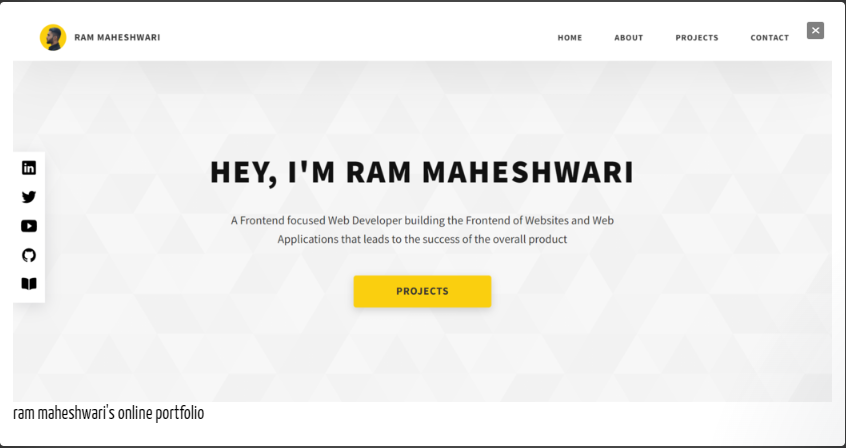 RAM MAHESHWARI
HOME ABOUT PROJECTS CONTACT
HEY, I'M RAM MAHESHWARI
A Frontend focused Web Developer building the Frontend of Websites and Web
Applications that leads to the success of the overall product
PROJECTS
ram maheshwari's online portfolio